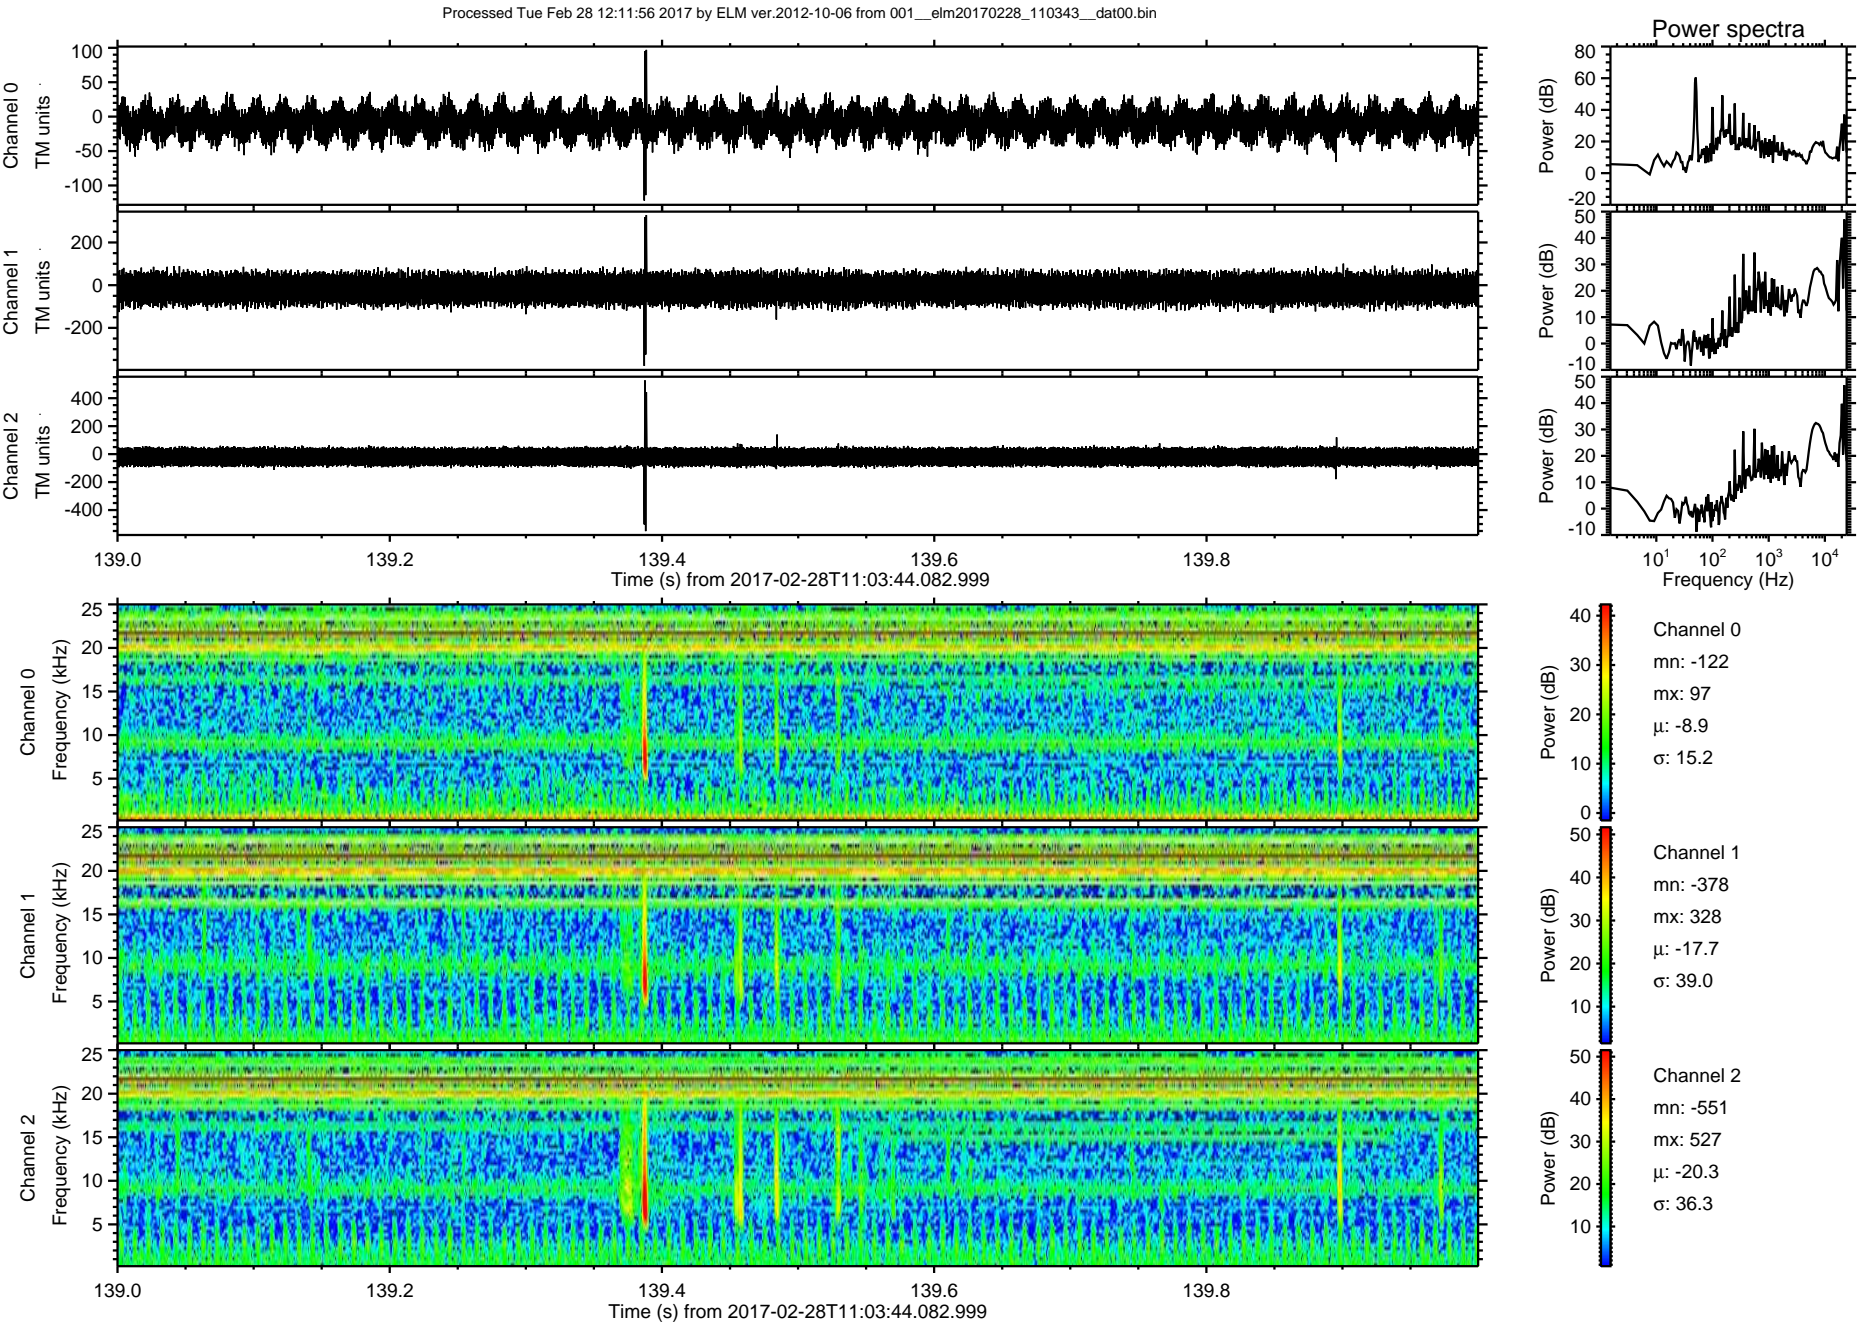 Processed Tue Feb 28 12:11:56 2017 by ELM ver.2012-10-06 from 001__elm20170228_110343__dat00.bin
Power spectra
Channel 0
TM units
100
50
0
-50
-100
Power (dB)
80
60
40
20
0
-20
Channel 1
TM units
200
0
-200
Power (dB)
50
40
30
20
10
0
-10
Channel 2
TM units
400
200
0
-200
-400
Power (dB)
50
40
30
20
10
0
-10
139.0 139.2 139.4 139.6 139.8
Time (s) from 2017-02-28T11:03:44.082.999
10¹ 10² 10³ 10⁴
Frequency (Hz)
Channel 0
Frequency (kHz)
25
20
15
10
5
Power (dB)
40
30
20
10
0
Channel 0
mn: -122
mx: 97
μ: -8.9
σ: 15.2
Channel 1
Frequency (kHz)
25
20
15
10
5
Power (dB)
50
40
30
20
10
Channel 1
mn: -378
mx: 328
μ: -17.7
σ: 39.0
Channel 2
Frequency (kHz)
25
20
15
10
5
Power (dB)
50
40
30
20
10
Channel 2
mn: -551
mx: 527
μ: -20.3
σ: 36.3
139.0 139.2 139.4 139.6 139.8
Time (s) from 2017-02-28T11:03:44.082.999